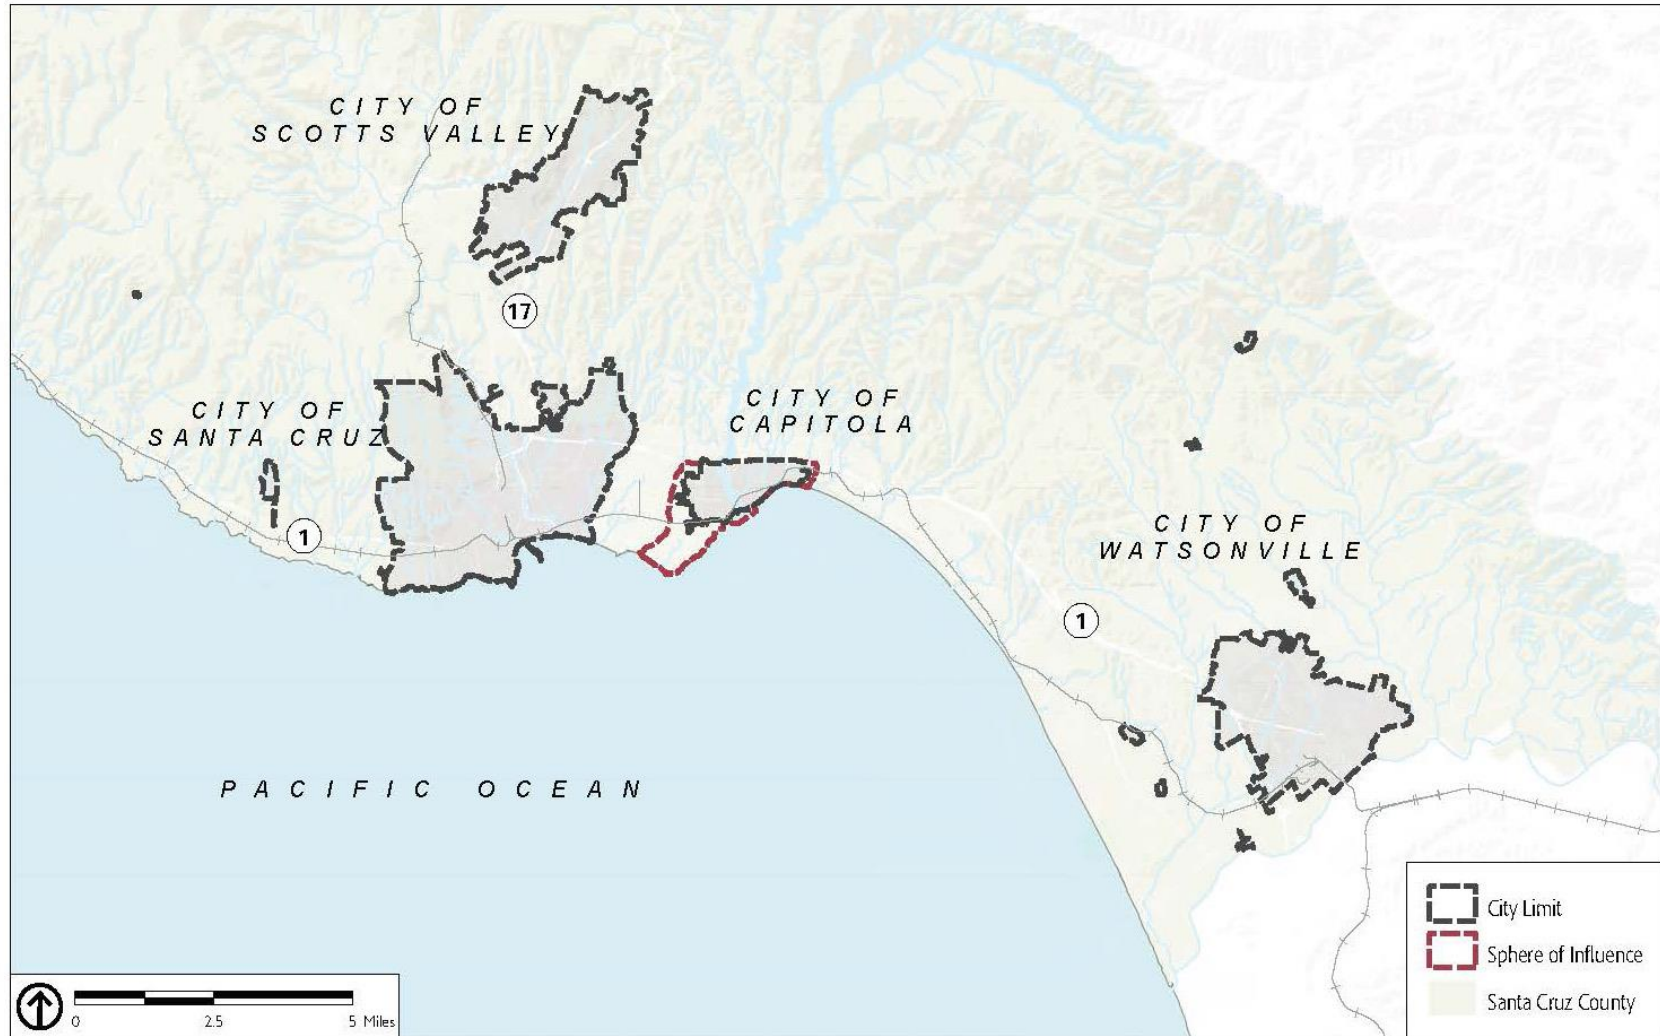 CITY OF
SCOTTS VALLEY
17
CITY OF
SANTA CRUZ
CITY OF
CAPITOLA
1
CITY OF
WATSONVILLE
1
PACIFIC OCEAN
City Limit
Sphere of Influence
Santa Cruz County
0 2.5 5 Miles